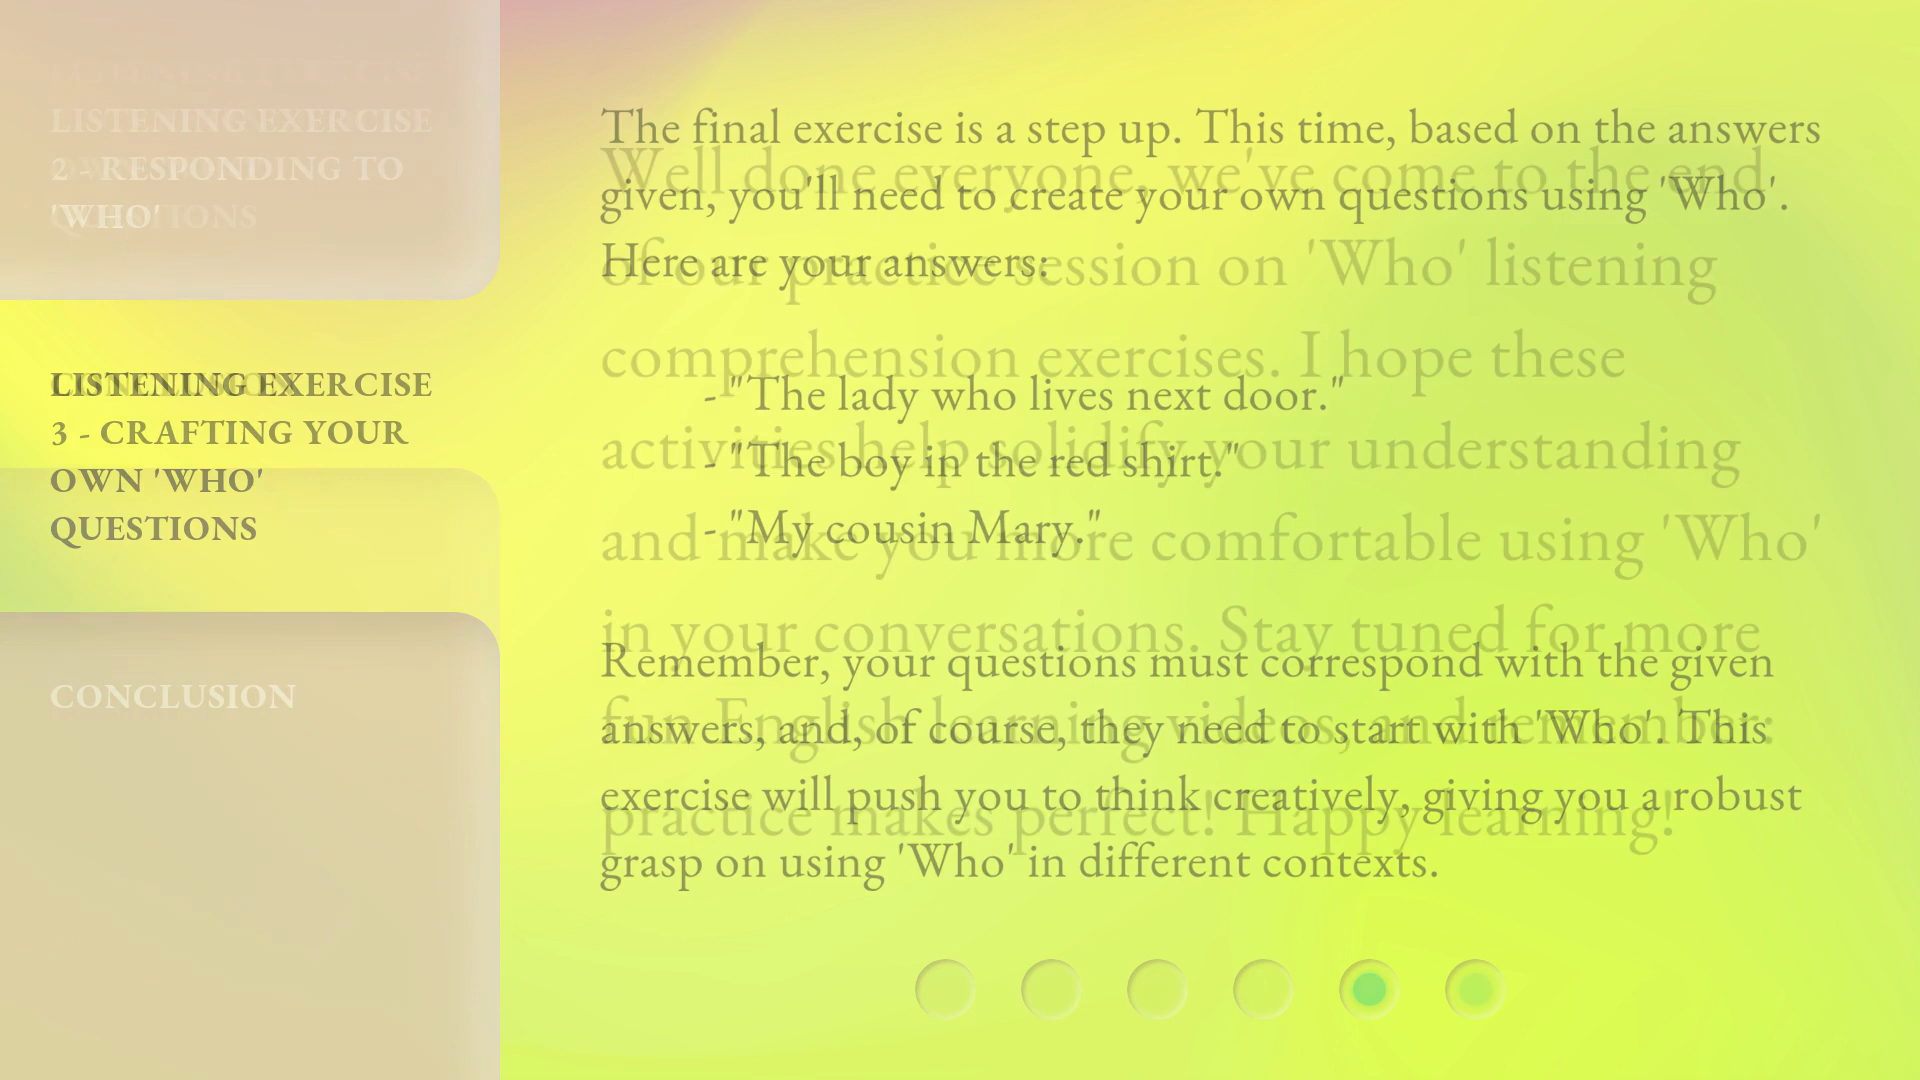 LISTENING EXERCISE
2 - RESPONDING TO
'WHO'
LISTENING EXERCISE
3 - CRAFTING YOUR
OWN 'WHO'
QUESTIONS
CONCLUSION
The final exercise is a step up. This time, based on the answers
given, you'll need to create your own questions using 'Who'.
Here are your answers:
- "The lady who lives next door."
- "The boy in the red shirt."
- "My cousin Mary."
Remember, your questions must correspond with the given
answers, and, of course, they need to start with 'Who'. This
exercise will push you to think creatively, giving you a robust
grasp on using 'Who' in different contexts.
Well done everyone, we've come to the end
of our practice session on 'Who' listening
comprehension exercises. I hope these
activities help solidify your understanding
and make you more comfortable using 'Who'
in your conversations. Stay tuned for more
fun English learning videos, and remember:
practice makes perfect! Happy learning!